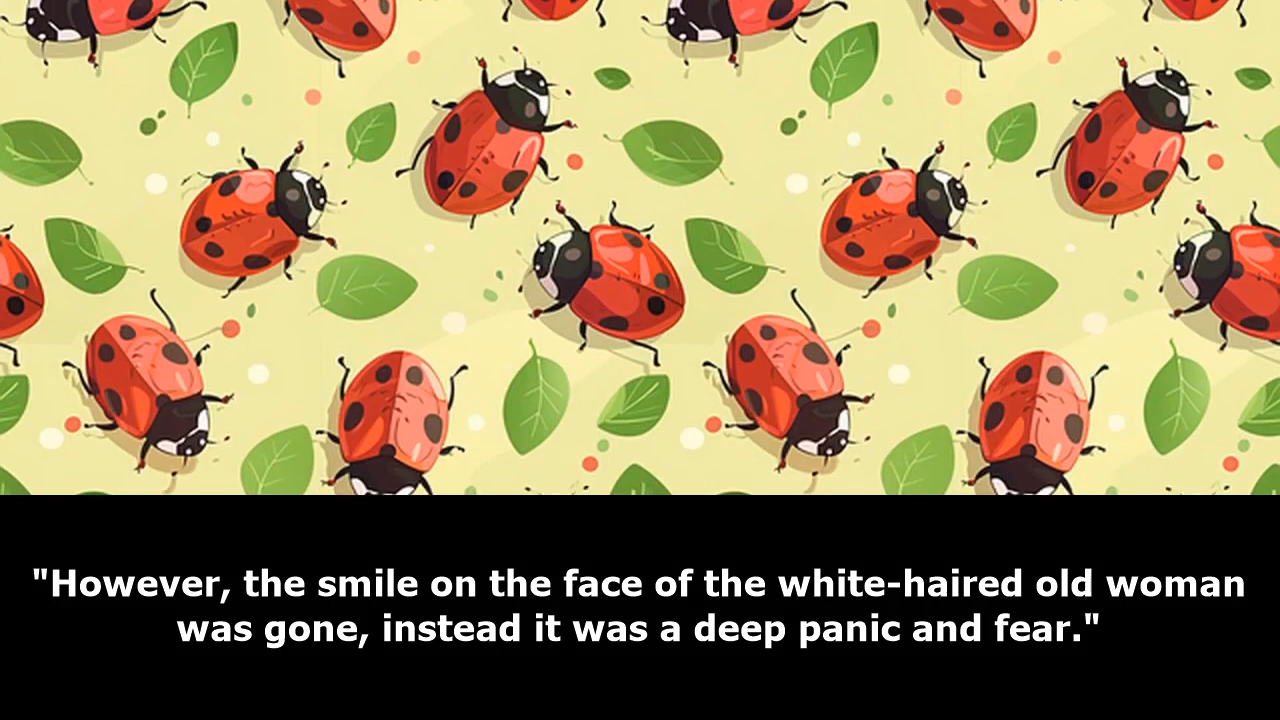 "However, the smile on the face of the white-haired old woman
was gone, instead it was a deep panic and fear."